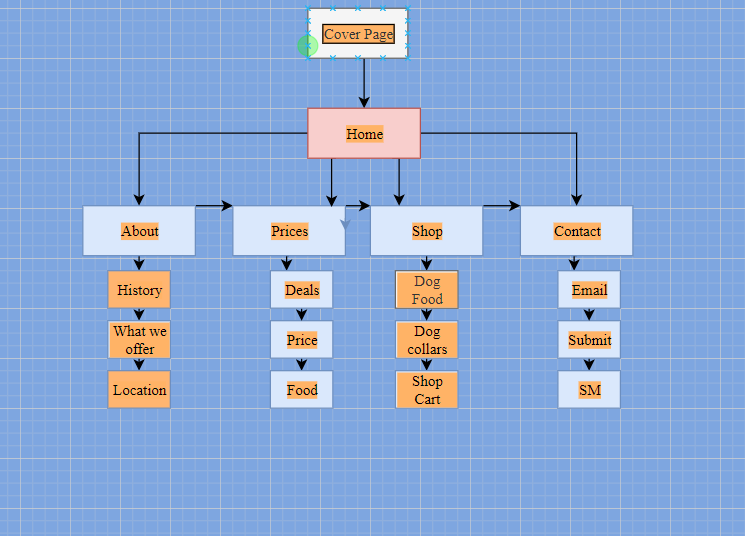 Cover Page
Home
About
Prices
Shop
Contact
History
Deals
Dog
Food
Email
What we
offer
Price
Dog
collars
Submit
Location
Food
Shop
Cart
SM